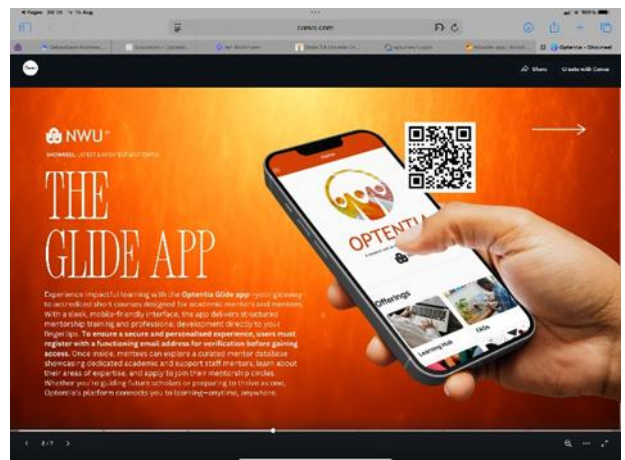 canva.com
Share
Create with Canva
NWU
THE
GLIDE APP
Experience impactful learning with the Optentia Glide app—your gateway
to accredited short courses designed for academic mentors and mentees.
With a sleek, mobile-friendly interface, the app delivers structured
mentorship training and professional development directly to your
fingertips. To ensure a secure and personalised experience, users must
register with a functioning email address for verification before gaining
access. Once inside, mentees can explore a curated mentor database
showcasing dedicated academic and support staff mentors, learn about
their areas of expertise, and apply to join their mentorship circles.
Whether you're guiding future scholars or preparing to thrive as one,
Optentia's platform connects you to learning—anytime, anywhere.
OPTENTIA
Offerings
Learning Hub
FAQs